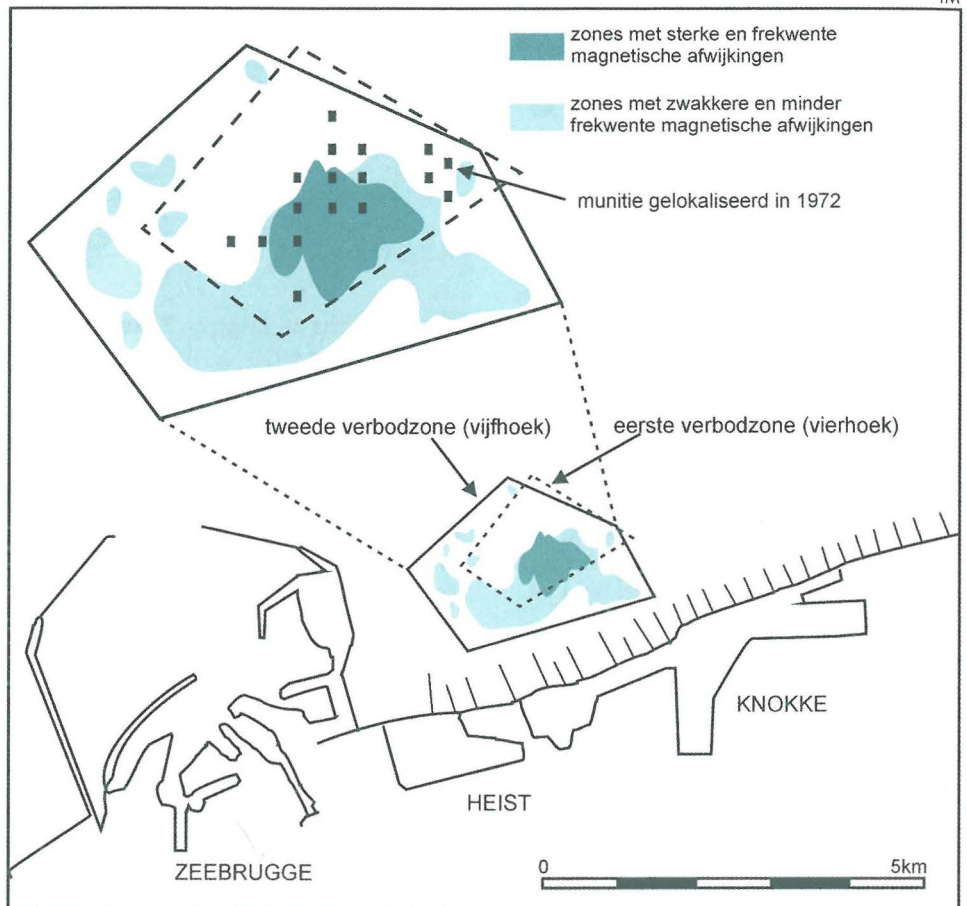 zones met sterke en frekwente
magnetische afwijkingen
zones met zwakkere en minder
frekwente magnetische afwijkingen
munitie gelokaliseerd in 1972
tweede verbodzone (vijfhoek)
eerste verbodzone (vierhoek)
KNOKKE
HEIST
ZEEBRUGGE
0
5km